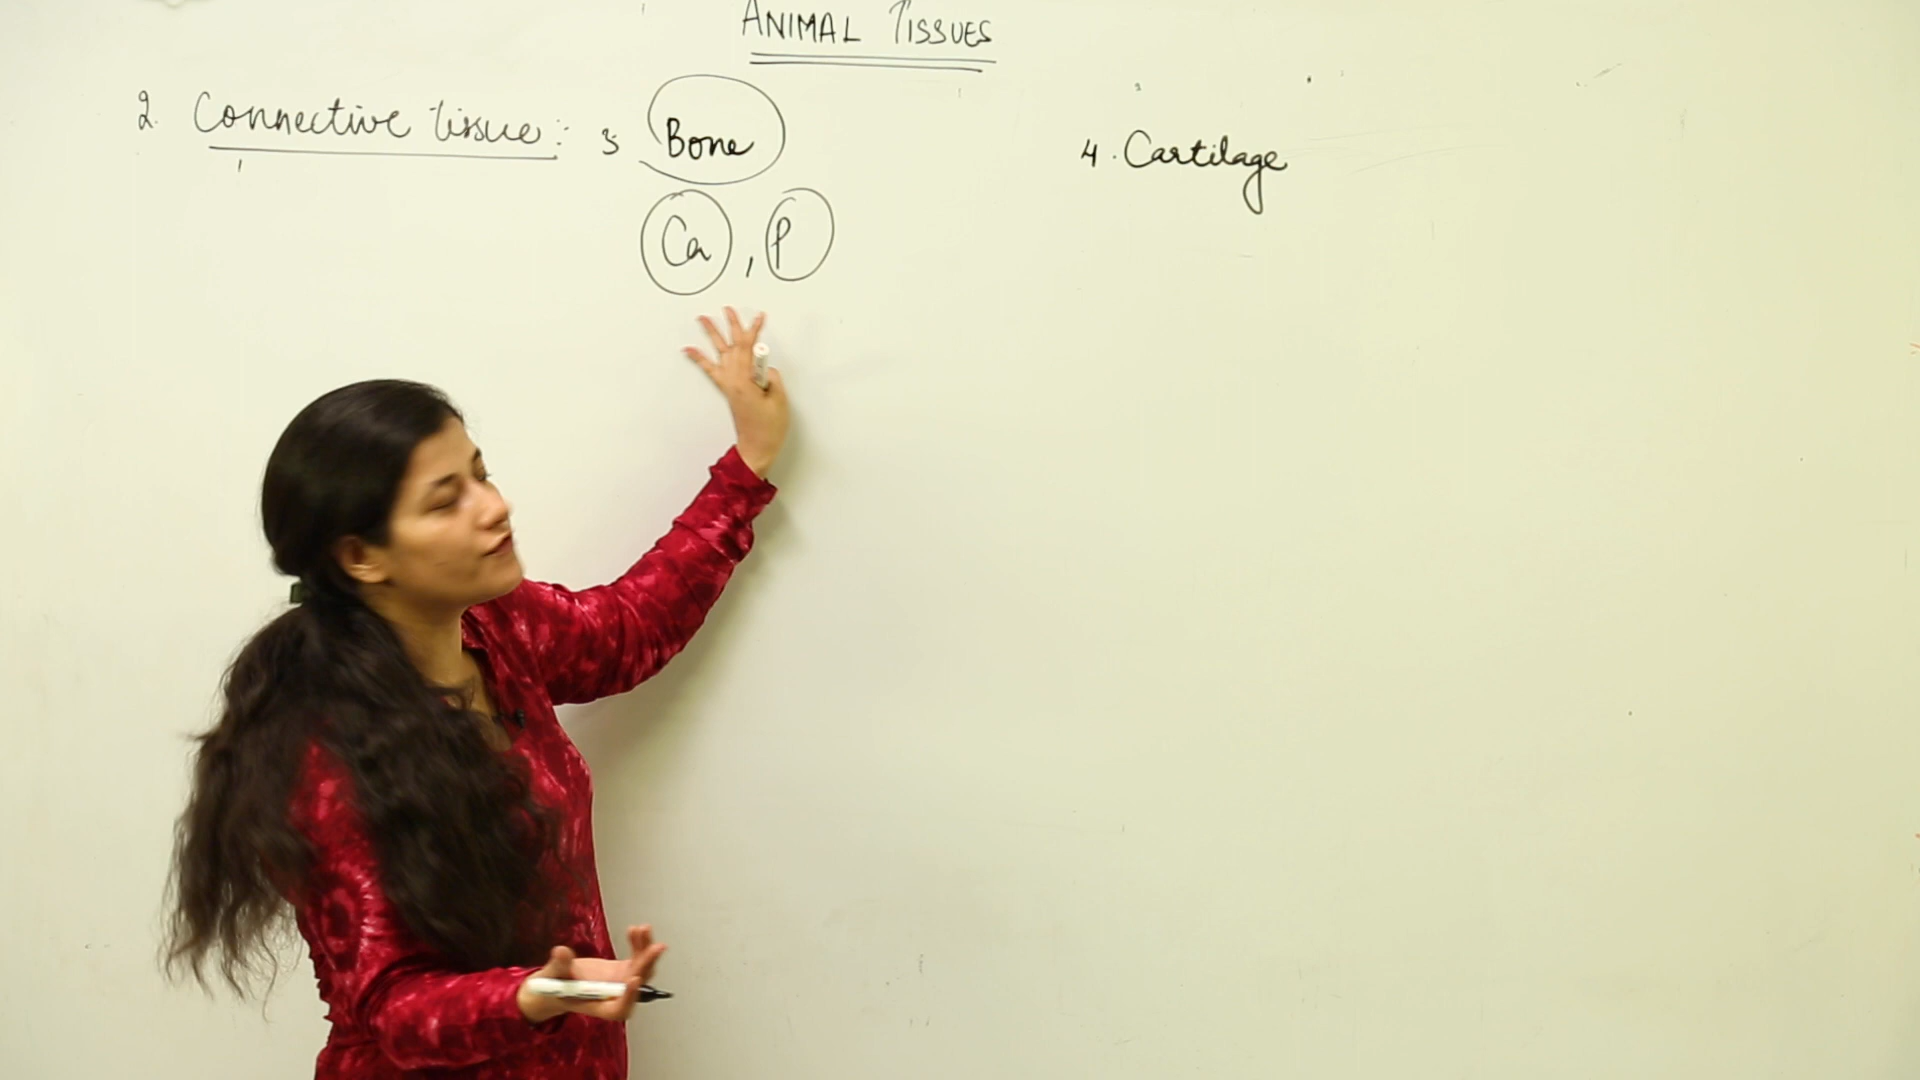 ANIMAL TISSUES
2. Connective tissue: 3. Bone
Ca, P
4. Cartilage